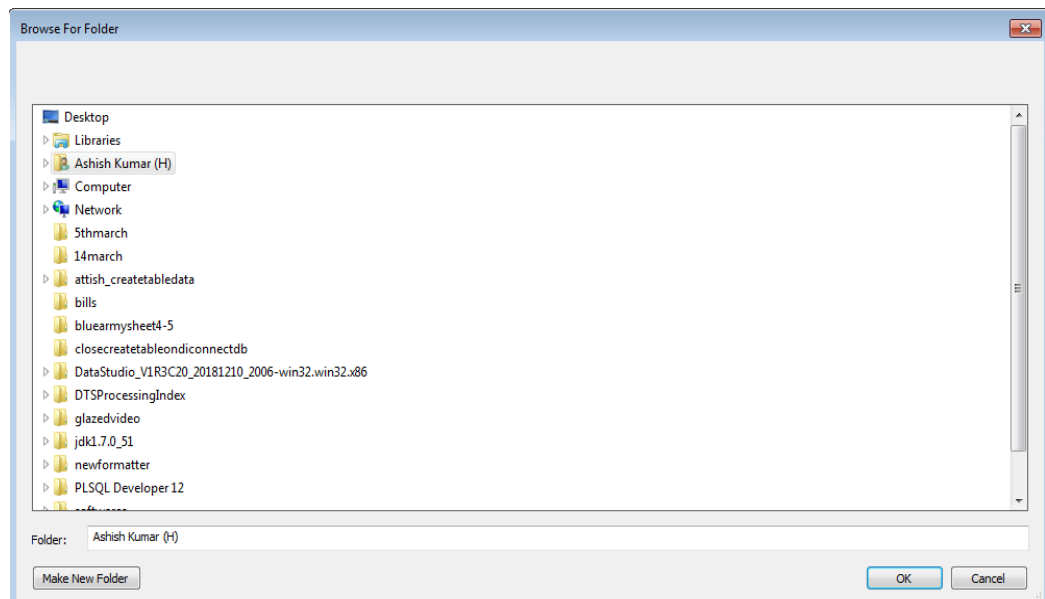 Browse For Folder
Desktop
Libraries
Ashish Kumar (H)
Computer
Network
5thmarch
14march
attish_createtabledata
bills
bluearmysheet4-5
closecreatetableondiconnectdb
DataStudio_V1R3C20_20181210_2006-win32.win32.x86
DTSProcessingIndex
glazedvideo
jdk1.7.0_51
newformatter
PLSQL Developer 12
Folder: Ashish Kumar (H)
Make New Folder OK Cancel